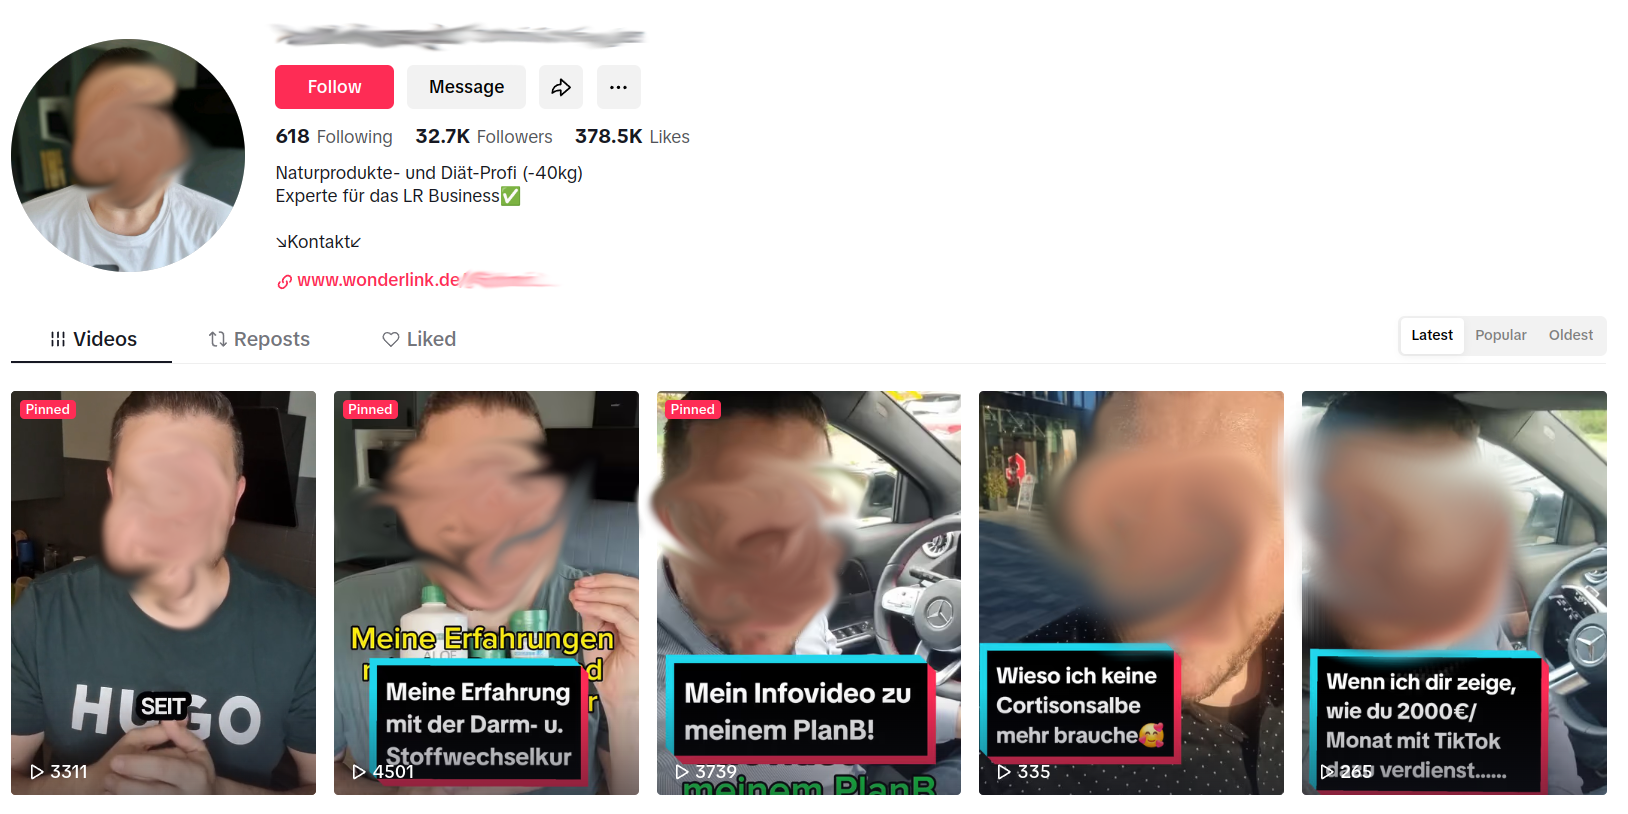 Follow
Message
618 Following 32.7K Followers 378.5K Likes
Naturprodukte- und Diät-Profi (-40kg)
Experte für das LR Business✅
↘Kontakt↙
www.wonderlink.de
Videos
Reposts
Liked
Latest
Popular
Oldest
Pinned
HUGO
SEIT
3311
Pinned
Meine Erfahrungen
ALOE
Meine Erfahrung
mit der Darm- u.
Stoffwechselkur
4501
Pinned
Mein Infovideo zu
meinem PlanB!
3739
meinem PlanB
Wieso ich keine
Cortisonsalbe
mehr brauche🥰
335
Wenn ich dir zeige,
wie du 2000€/
Monat mit TikTok
dazu verdienst......
265